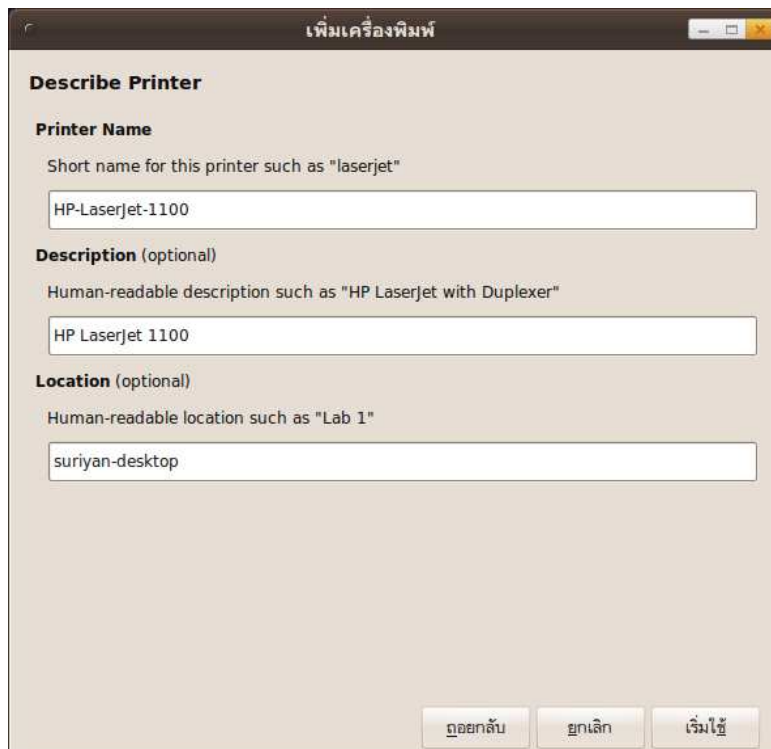 เพิ่มเครื่องพิมพ์
Describe Printer
Printer Name
Short name for this printer such as "laserjet"
HP-LaserJet-1100
Description (optional)
Human-readable description such as "HP LaserJet with Duplexer"
HP LaserJet 1100
Location (optional)
Human-readable location such as "Lab 1"
suriyan-desktop
ถอยกลับ ยกเลิก เริ่มใช้